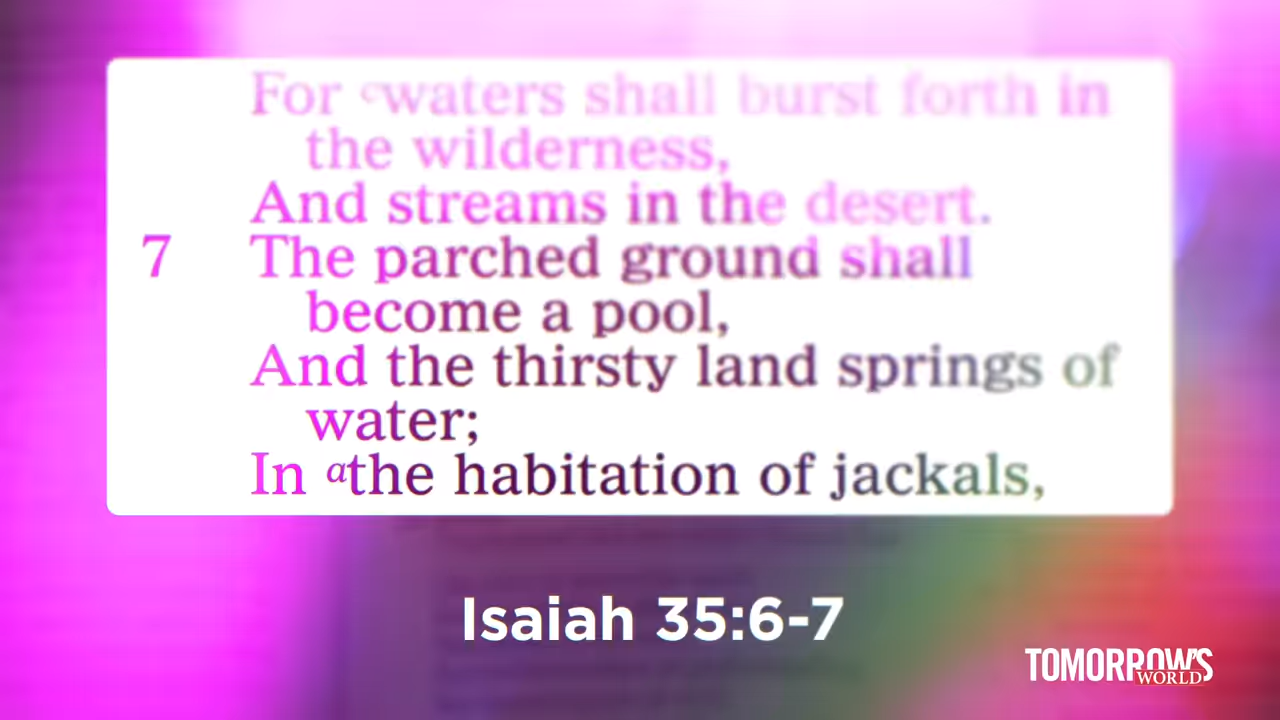 For cwaters shall burst forth in
the wilderness,
And streams in the desert.
7 The parched ground shall
become a pool,
And the thirsty land springs of
water;
In athe habitation of jackals,
Isaiah 35:6-7
TOMORROW'S
WORLD